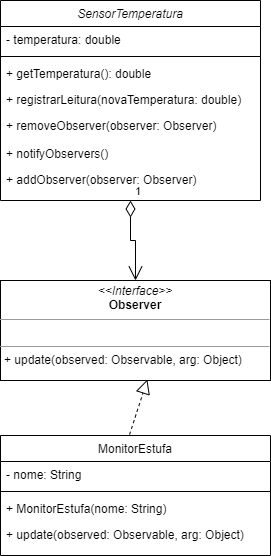 SensorTemperatura
- temperatura: double
+ getTemperatura(): double
+ registrarLeitura(novaTemperatura: double)
+ removeObserver(observer: Observer)
+ notifyObservers()
+ addObserver(observer: Observer)
1
<<Interface>>
Observer
+ update(observed: Observable, arg: Object)
MonitorEstufa
- nome: String
+ MonitorEstufa(nome: String)
+ update(observed: Observable, arg: Object)